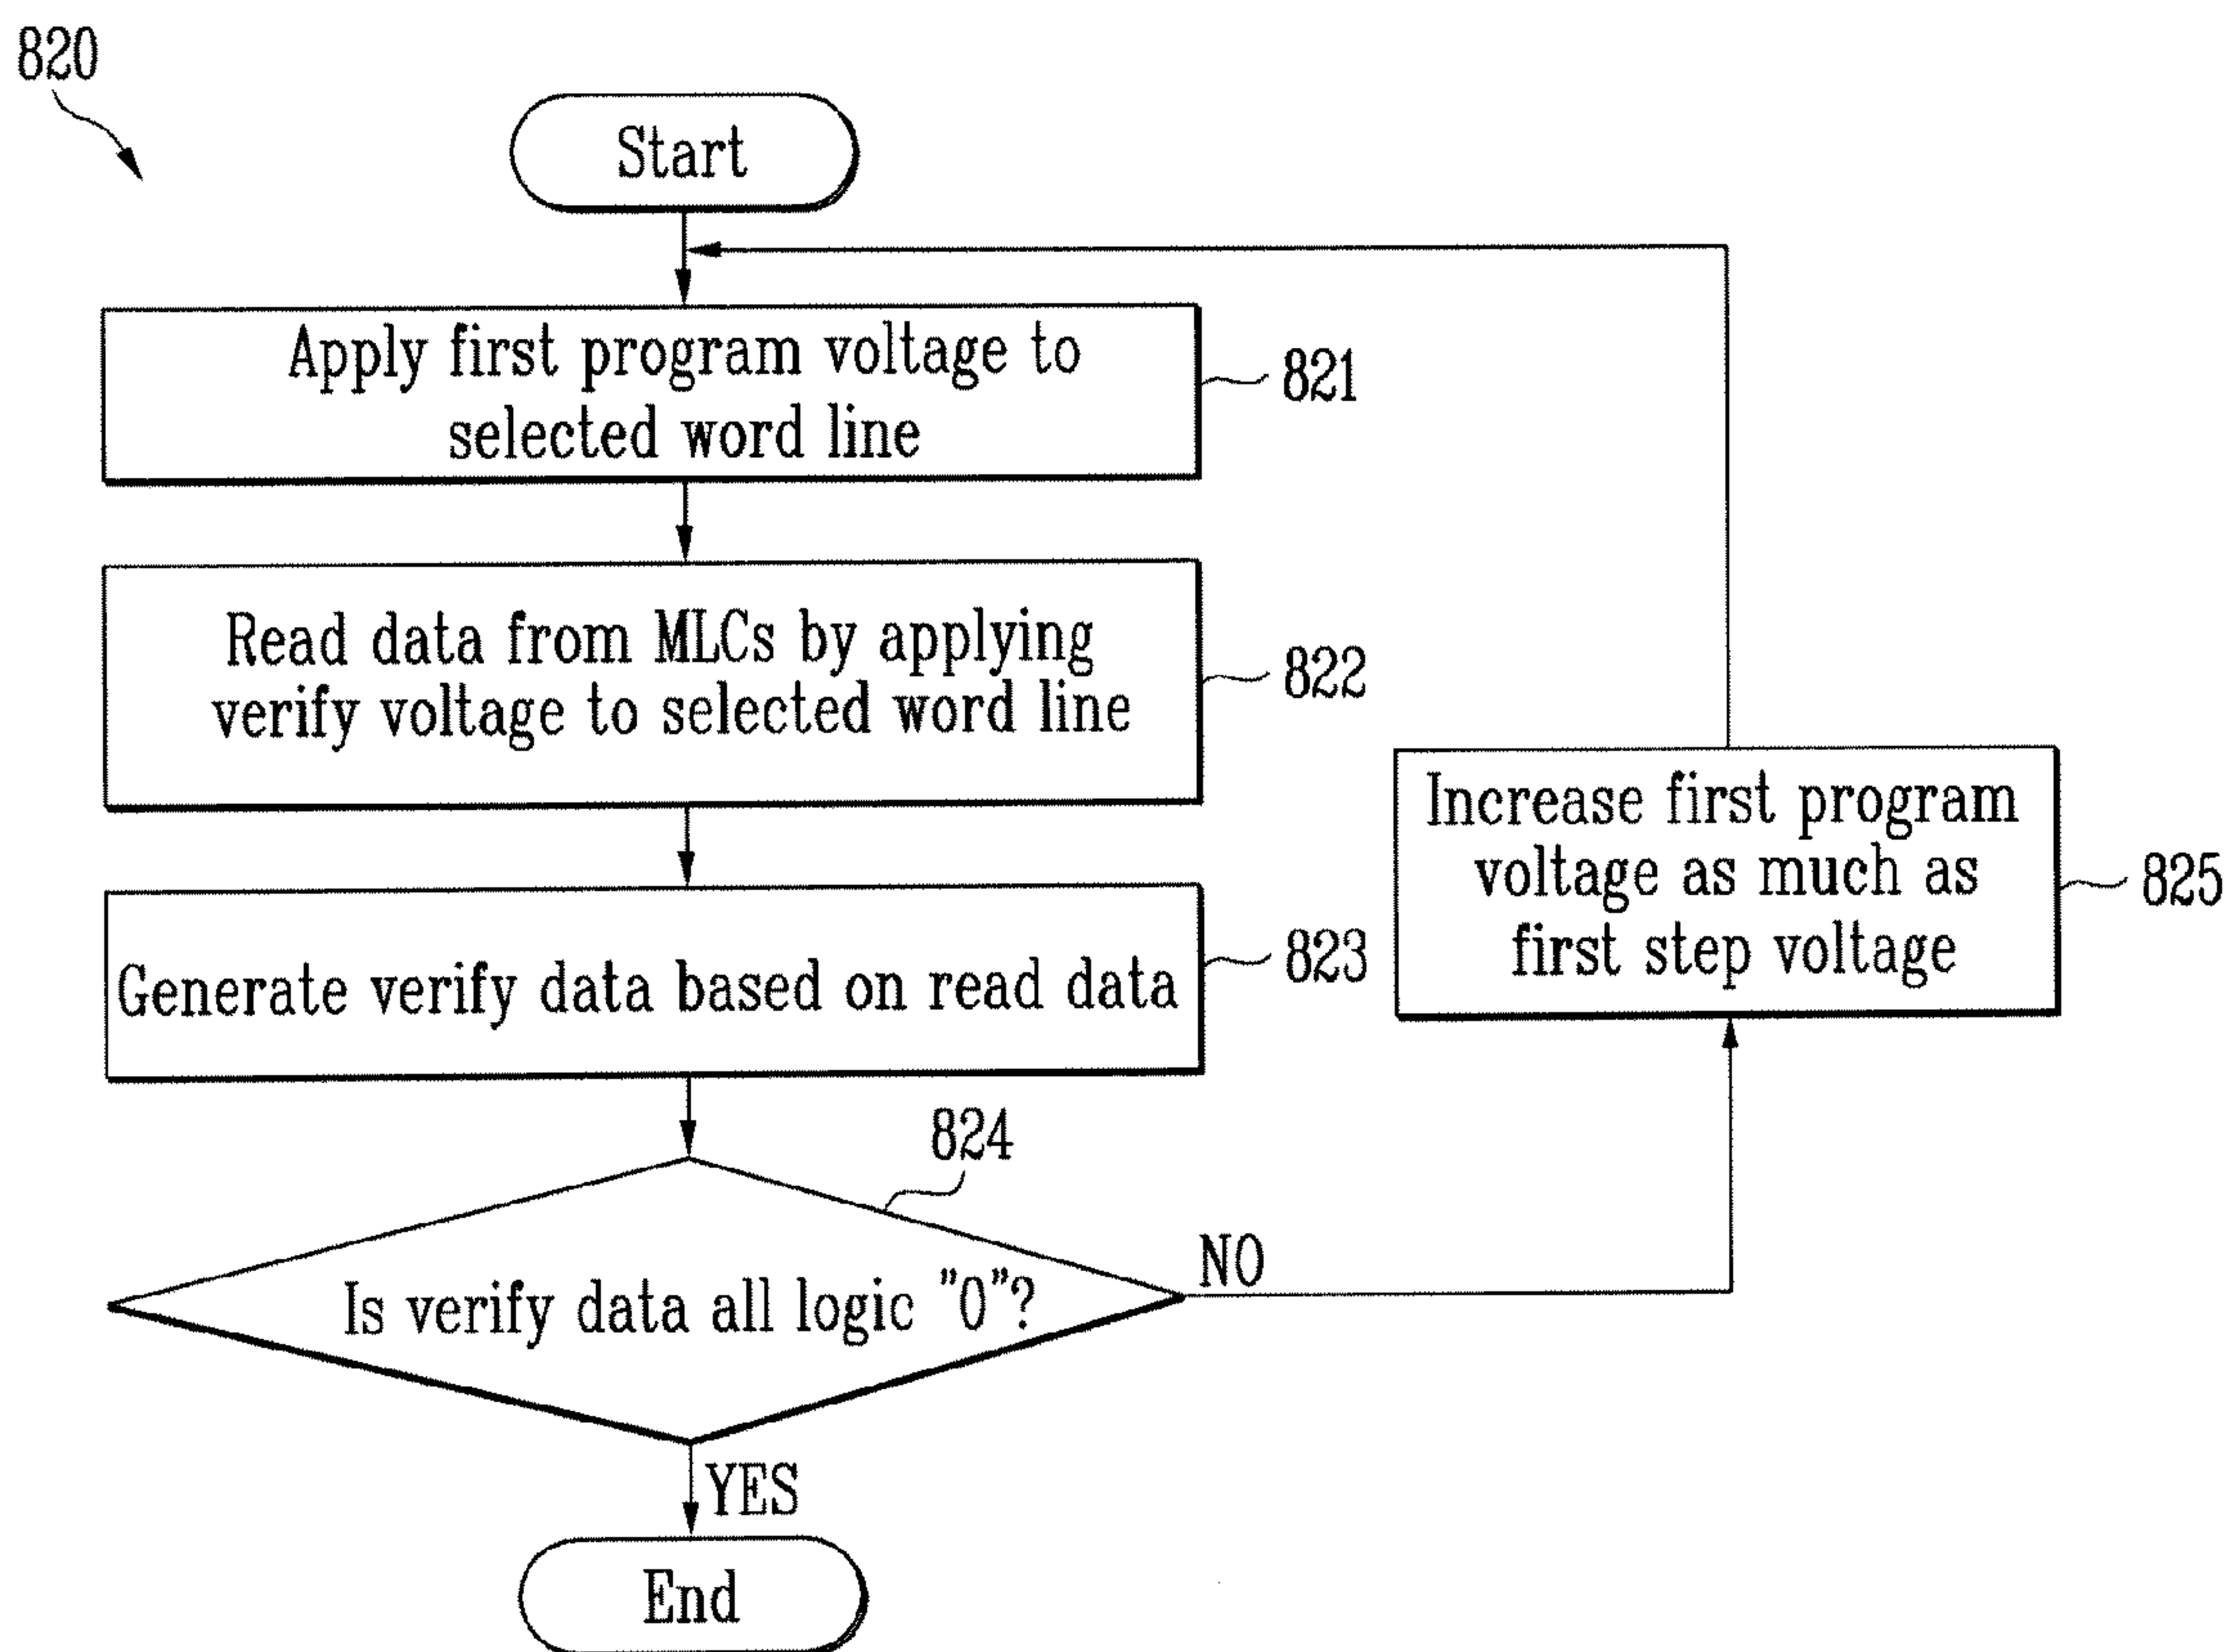 820
Start
Apply first program voltage to
selected word line
821
Read data from MLCs by applying
verify voltage to selected word line
822
Generate verify data based on read data
823
824
Is verify data all logic "0"?
NO
YES
End
Increase first program
voltage as much as
first step voltage
825